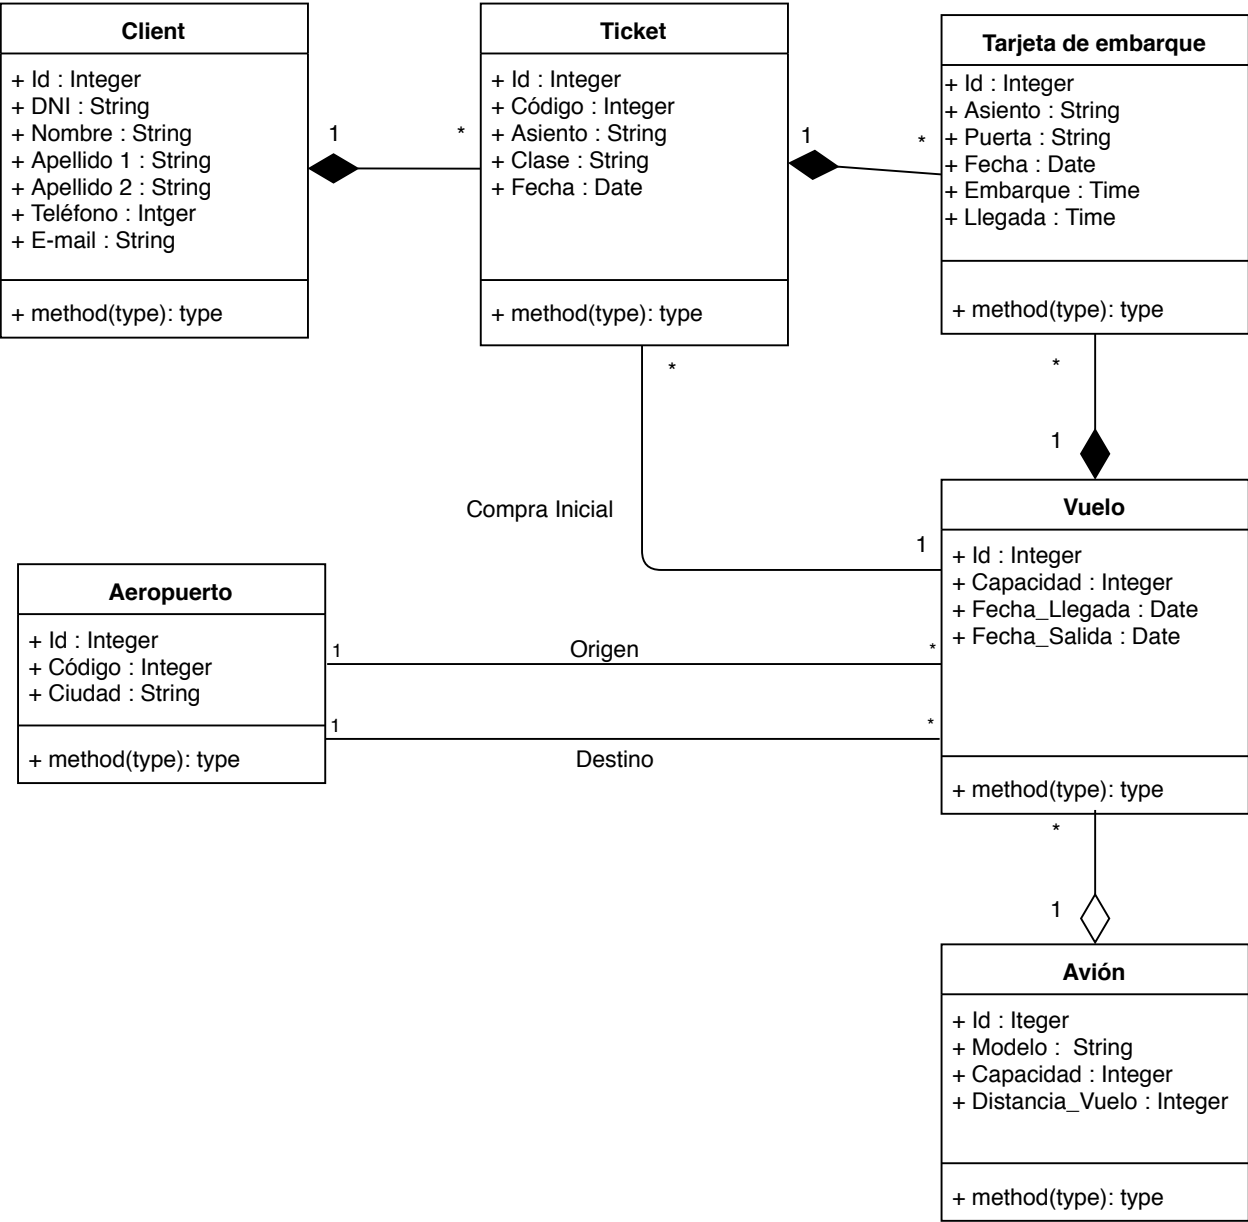 Client
+ Id : Integer
+ DNI : String
+ Nombre : String
+ Apellido 1 : String
+ Apellido 2 : String
+ Teléfono : Intger
+ E-mail : String
+ method(type): type
1
*
Ticket
+ Id : Integer
+ Código : Integer
+ Asiento : String
+ Clase : String
+ Fecha : Date
+ method(type): type
1
*
Tarjeta de embarque
+ Id : Integer
+ Asiento : String
+ Puerta : String
+ Fecha : Date
+ Embarque : Time
+ Llegada : Time
+ method(type): type
*
*
1
Compra Inicial
1
Vuelo
+ Id : Integer
+ Capacidad : Integer
+ Fecha_Llegada : Date
+ Fecha_Salida : Date
+ method(type): type
Aeropuerto
+ Id : Integer
+ Código : Integer
+ Ciudad : String
+ method(type): type
1
Origen
*
1
*
Destino
*
1
Avión
+ Id : Iteger
+ Modelo :  String
+ Capacidad : Integer
+ Distancia_Vuelo : Integer
+ method(type): type